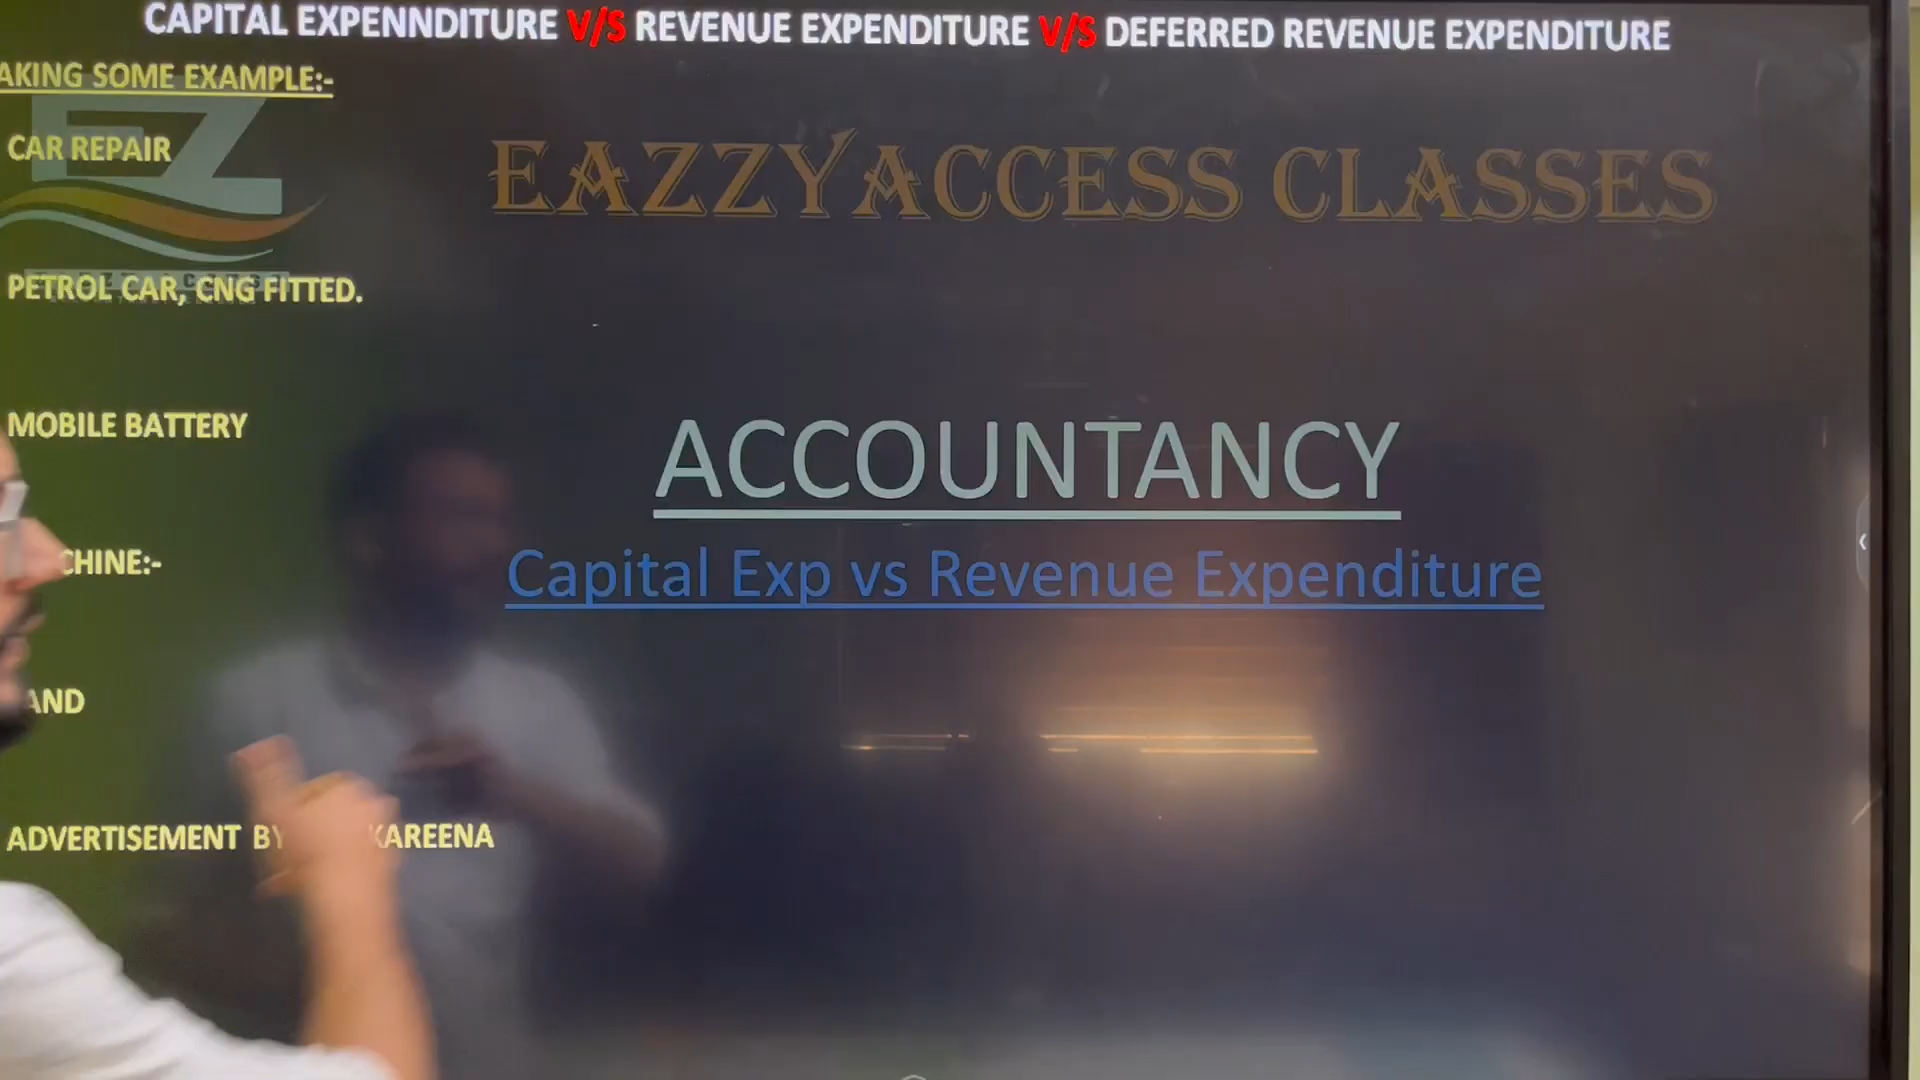 CAPITAL EXPENNDITURE V/S REVENUE EXPENDITURE V/S DEFERRED REVENUE EXPENDITURE
AKING SOME EXAMPLE:-
EZ
CAR REPAIR
EAZZYACCESS CLASSES
PETROL CAR, CNG FITTED.
MOBILE BATTERY
ACCOUNTANCY
CHINE:-
Capital Exp vs Revenue Expenditure
AND
ADVERTISEMENT BY KAREENA